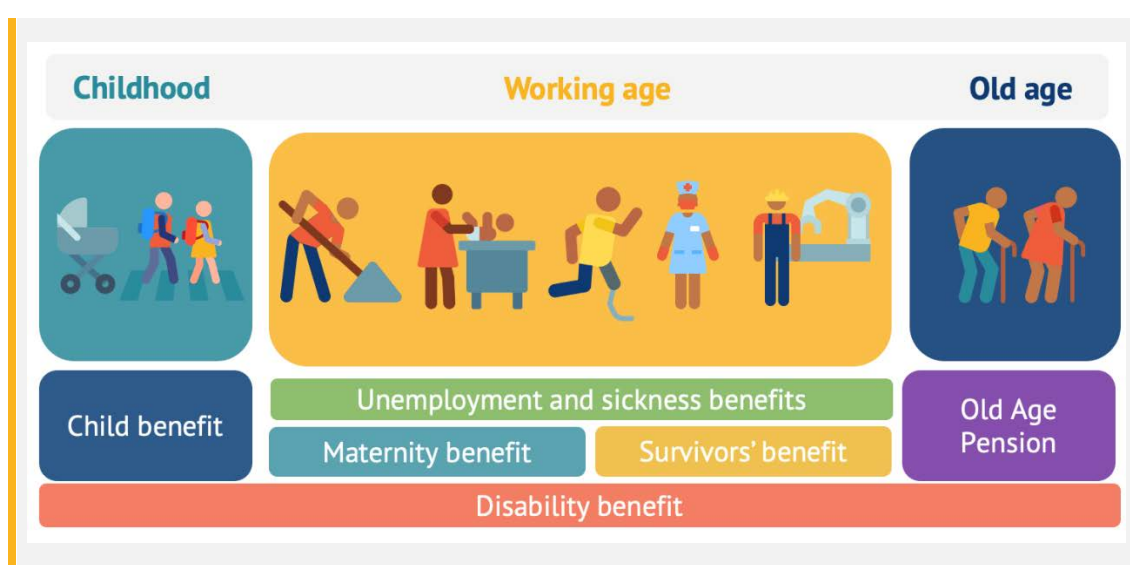 Childhood
Working age
Old age
Child benefit
Unemployment and sickness benefits
Maternity benefit
Survivors’ benefit
Old Age
Pension
Disability benefit